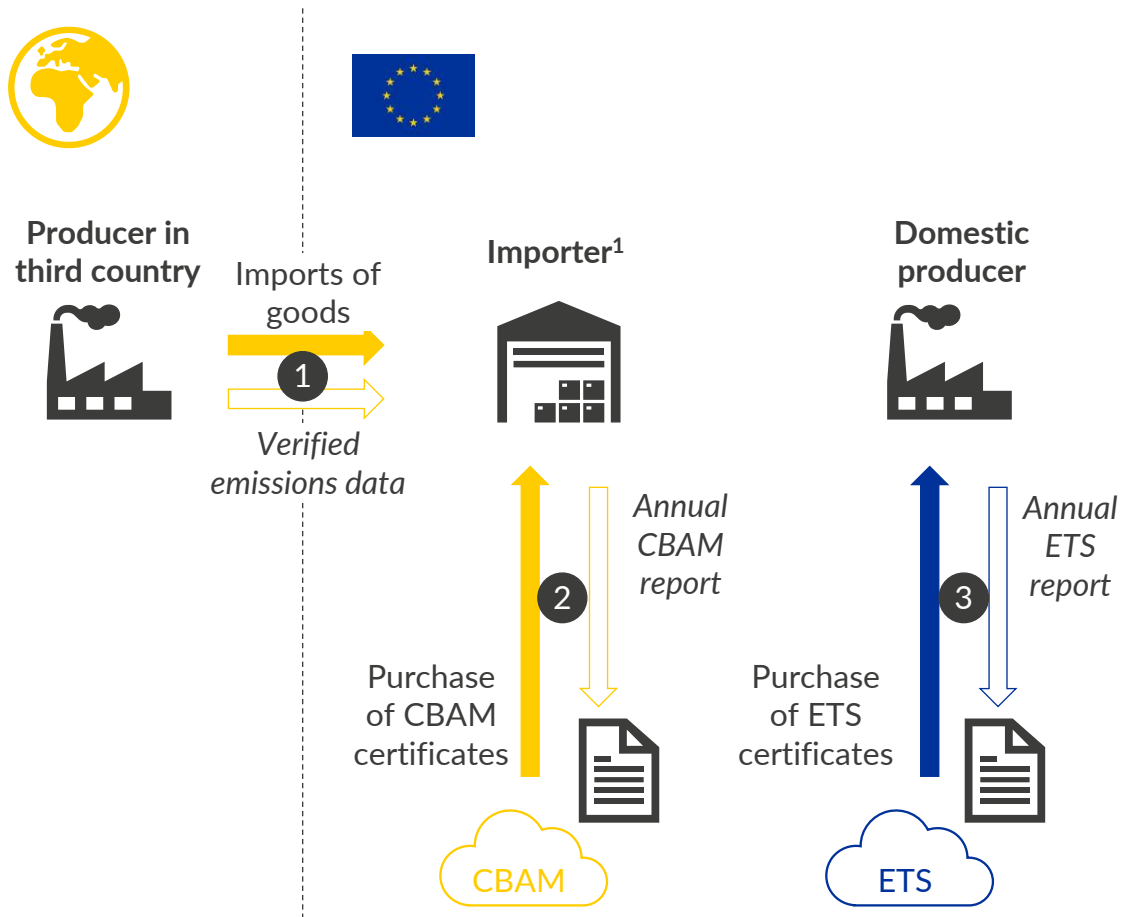 Producer in
third country
Imports of
goods
1
Verified
emissions data
Importer1
Domestic
producer
2
Annual
CBAM
report
Purchase
of CBAM
certificates
CBAM
3
Annual
ETS
report
Purchase
of ETS
certificates
ETS